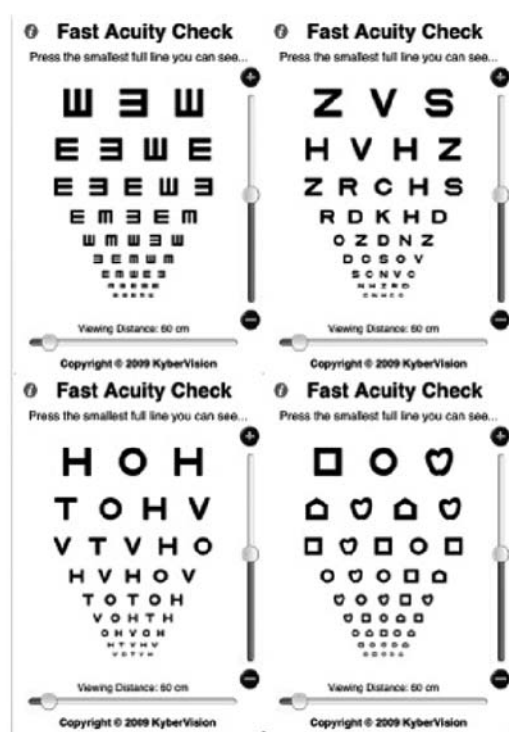 Fast Acuity Check
Press the smallest full line you can see...
Viewing Distance: 60 cm
Copyright © 2009 KyberVision
Fast Acuity Check
Press the smallest full line you can see...
Z V S
H V H Z
Z R C H S
R D K H D
O Z D N Z
D C S O V
S C N V C
Viewing Distance: 60 cm
Copyright © 2009 KyberVision
Fast Acuity Check
Press the smallest full line you can see...
H O H
T O H V
V T V H O
H V H O V
T O T O H
V O H T H
O H V O H
H T V H V
Viewing Distance: 60 cm
Copyright © 2009 KyberVision
Fast Acuity Check
Press the smallest full line you can see...
Viewing Distance: 60 cm
Copyright © 2009 KyberVision